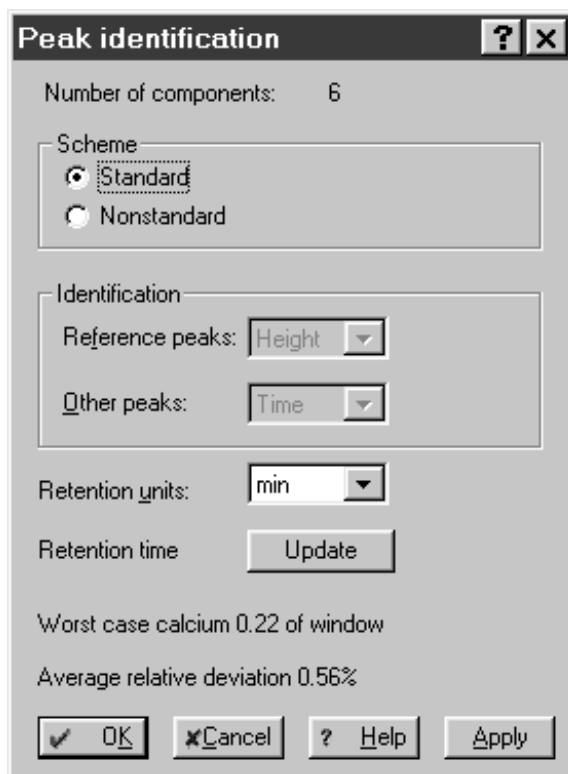 Peak identification
Number of components: 6
Scheme
Standard
Nonstandard
Identification
Reference peaks: Height
Other peaks: Time
Retention units: min
Retention time Update
Worst case calcium 0.22 of window
Average relative deviation 0.56%
OK Cancel ? Help Apply